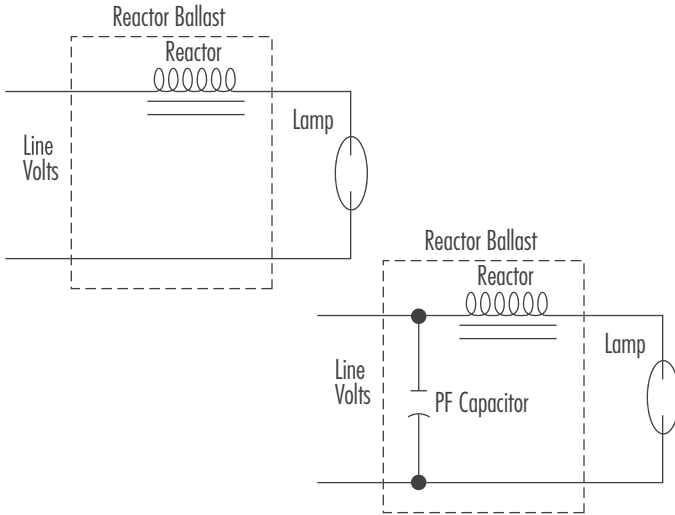 Reactor Ballast
Reactor
Lamp
Line
Volts
Reactor Ballast
Reactor
Lamp
Line
Volts
PF Capacitor